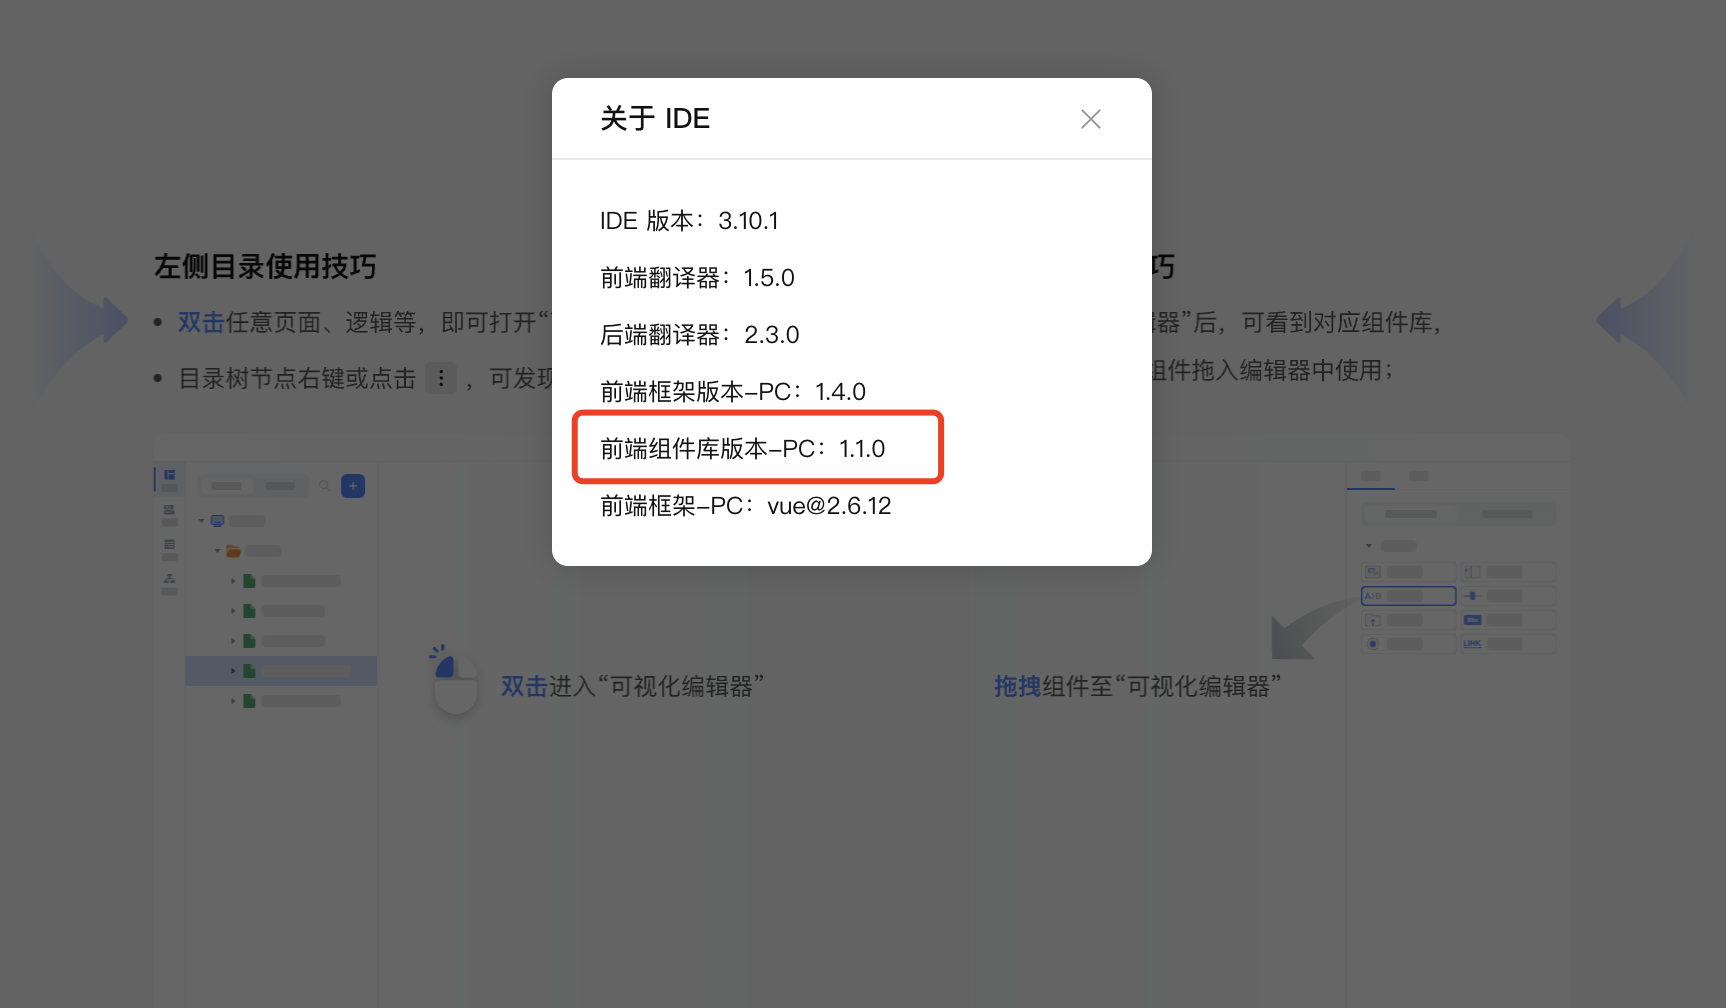 关于 IDE
IDE 版本：3.10.1
前端翻译器：1.5.0
后端翻译器：2.3.0
前端框架版本-PC：1.4.0
前端组件库版本-PC：1.1.0
前端框架-PC：vue@2.6.12
左侧目录使用技巧
• 双击任意页面、逻辑等，即可打开“
• 目录树节点右键或点击 ，可发现
巧
辑器”后，可看到对应组件库，
组件拖入编辑器中使用；
双击进入“可视化编辑器”
拖拽组件至“可视化编辑器”
LINK